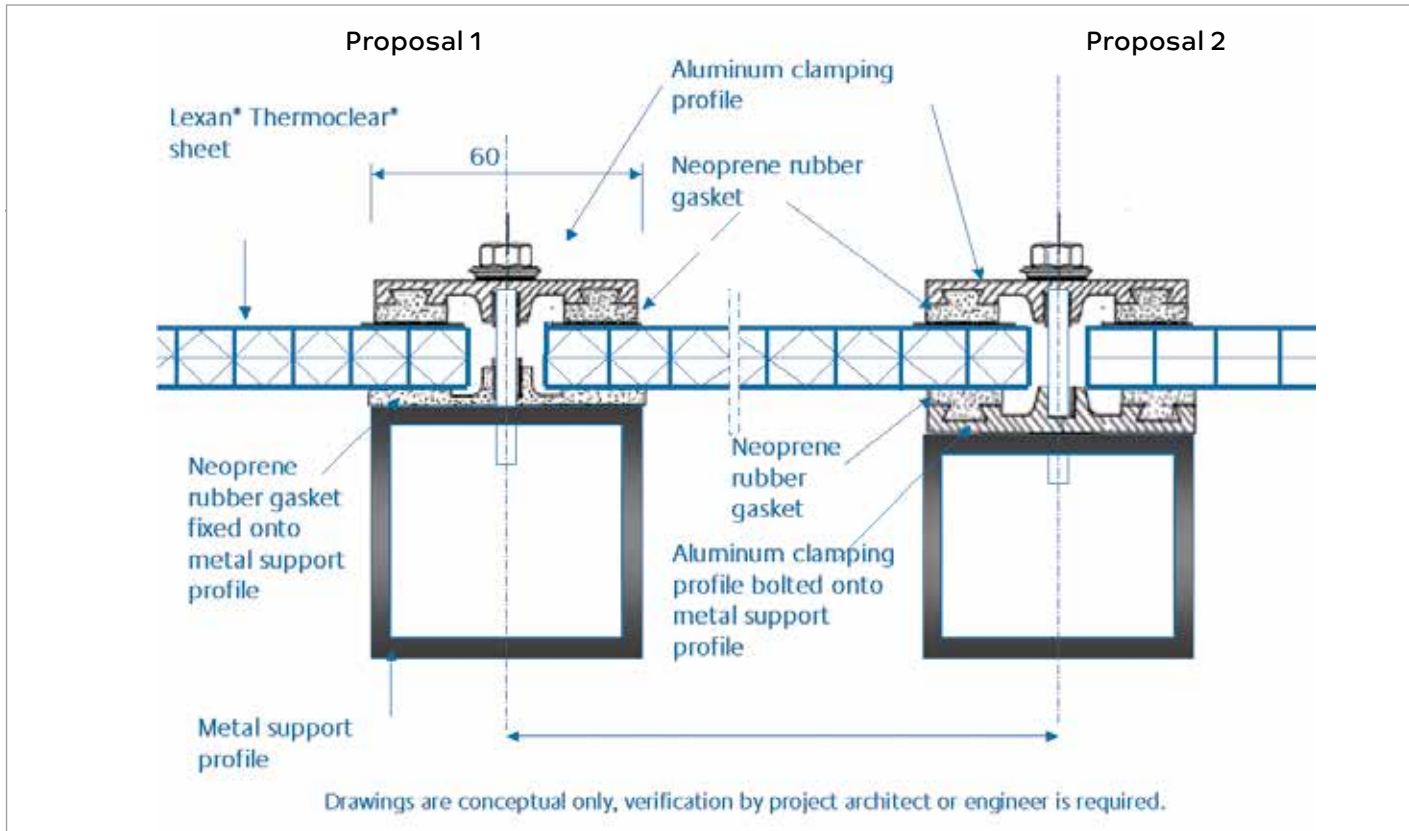 Proposal 1
Proposal 2
Aluminum clamping
profile
Lexan* Thermoclear*
sheet
60
Neoprene rubber
gasket
Neoprene
rubber gasket
fixed onto
metal support
profile
Neoprene
rubber
gasket
Aluminum clamping
profile bolted onto
metal support
profile
Metal support
profile
Drawings are conceptual only, verification by project architect or engineer is required.